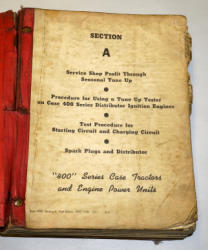 SECTION
A
Service Shop Profit Through
Seasonal Tune Up
Procedure for Using a Tune Up Tester
on Case 400 Series Distributor Ignition Engines
Test Procedure for
Starting Circuit and Charging Circuit
Spark Plugs and Distributor
"400" Series Case Tractors
and Engine Power Units